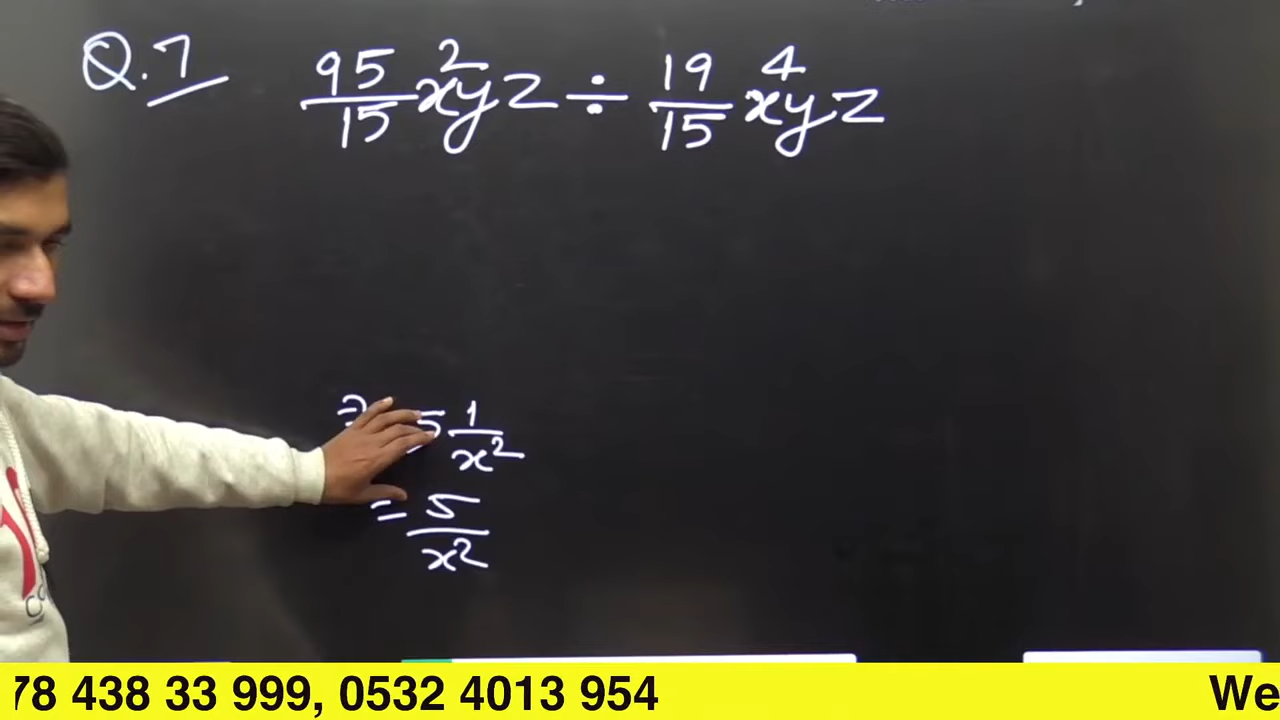 Q.7 95/15 x²yz ÷ 19/15 x⁴yz
⇒ 5 1/x²
= 5/x²
78 438 33 999, 0532 4013 954 We